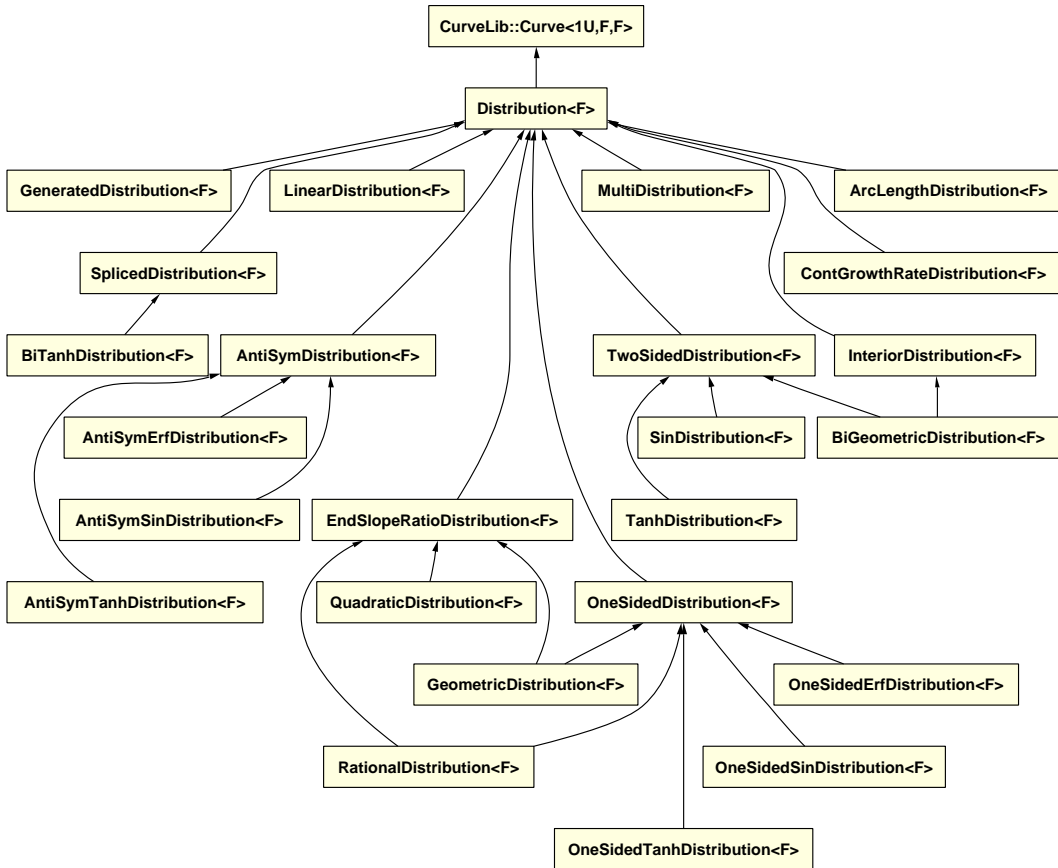 CurveLib::Curve<1U,F,F>
Distribution<F>
GeneratedDistribution<F>
LinearDistribution<F>
MultiDistribution<F>
ArcLengthDistribution<F>
SplicedDistribution<F>
ContGrowthRateDistribution<F>
BiTanhDistribution<F>
AntiSymDistribution<F>
TwoSidedDistribution<F>
InteriorDistribution<F>
AntiSymErfDistribution<F>
SinDistribution<F>
BiGeometricDistribution<F>
AntiSymSinDistribution<F>
EndSlopeRatioDistribution<F>
TanhDistribution<F>
AntiSymTanhDistribution<F>
QuadraticDistribution<F>
OneSidedDistribution<F>
GeometricDistribution<F>
OneSidedErfDistribution<F>
RationalDistribution<F>
OneSidedSinDistribution<F>
OneSidedTanhDistribution<F>